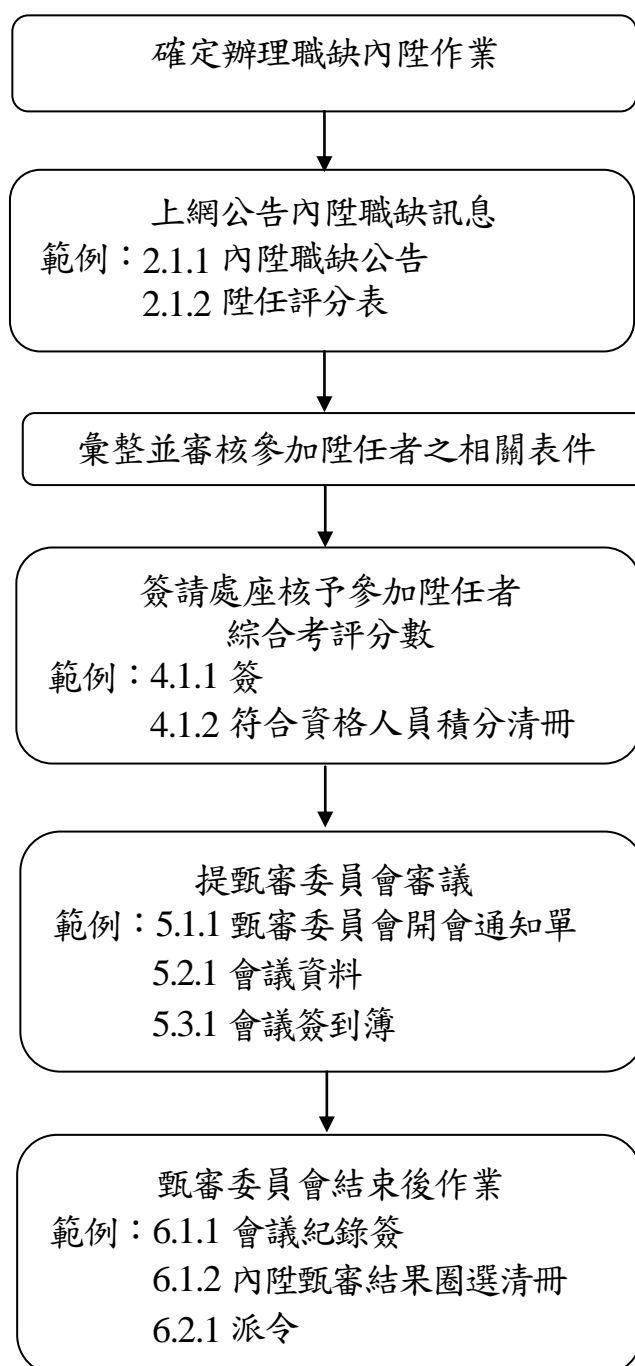 確定辦理職缺內陞作業
上網公告內陞職缺訊息
範例：2.1.1 內陞職缺公告
2.1.2 陞任評分表
彙整並審核參加陞任者之相關表件
簽請處座核予參加陞任者
綜合考評分數
範例：4.1.1 簽
4.1.2 符合資格人員積分清冊
提甄審委員會審議
範例：5.1.1 甄審委員會開會通知單
5.2.1 會議資料
5.3.1 會議簽到簿
甄審委員會結束後作業
範例：6.1.1 會議紀錄簽
6.1.2 內陞甄審結果圈選清冊
6.2.1 派令